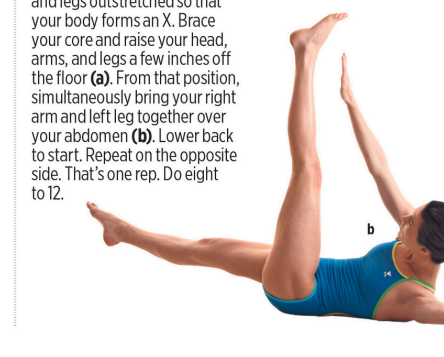 and legs outstretched so that
your body forms an X. Brace
your core and raise your head,
arms, and legs a few inches off
the floor (a). From that position,
simultaneously bring your right
arm and left leg together over
your abdomen (b). Lower back
to start. Repeat on the opposite
side. That's one rep. Do eight
to 12.
b